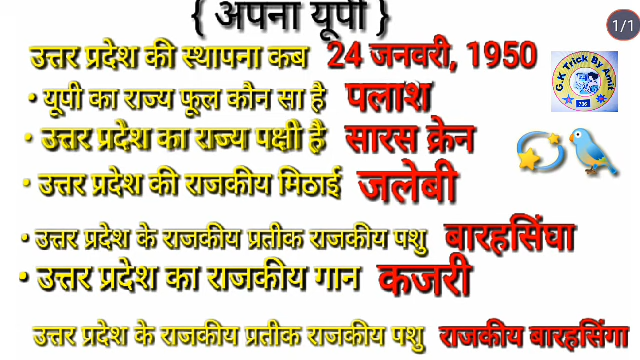 { अपना यूपी }
1/1
उत्तर प्रदेश की स्थापना कब 24 जनवरी, 1950
G.K Trick By Amit
786
• यूपी का राज्य फूल कौन सा है पलाश
• उत्तर प्रदेश का राज्य पक्षी है सारस क्रेन
• उत्तर प्रदेश की राजकीय मिठाई जलेबी
• उत्तर प्रदेश के राजकीय प्रतीक राजकीय पशु बारहसिंघा
• उत्तर प्रदेश का राजकीय गान कजरी
उत्तर प्रदेश के राजकीय प्रतीक राजकीय पशु राजकीय बारहसिंगा